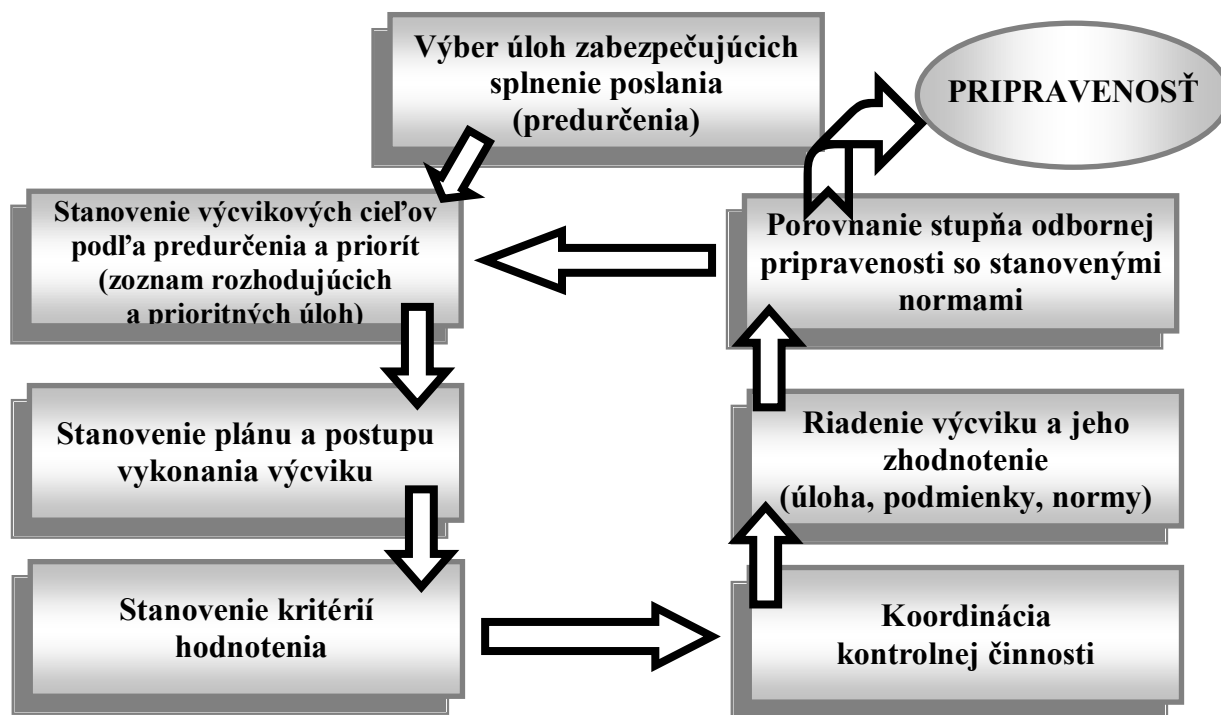 Výber úloh zabezpečujúcich
splnenie poslania
(predurčenia)
PRIPRAVENOSŤ
Stanovenie výcvikových cieľov
podľa predurčenia a priorít
(zoznam rozhodujúcich
a prioritných úloh)
Porovnanie stupňa odbornej
pripravenosti so stanovenými
normami
Stanovenie plánu a postupu
vykonania výcviku
Riadenie výcviku a jeho
zhodnotenie
(úloha, podmienky, normy)
Stanovenie kritérií
hodnotenia
Koordinácia
kontrolnej činnosti